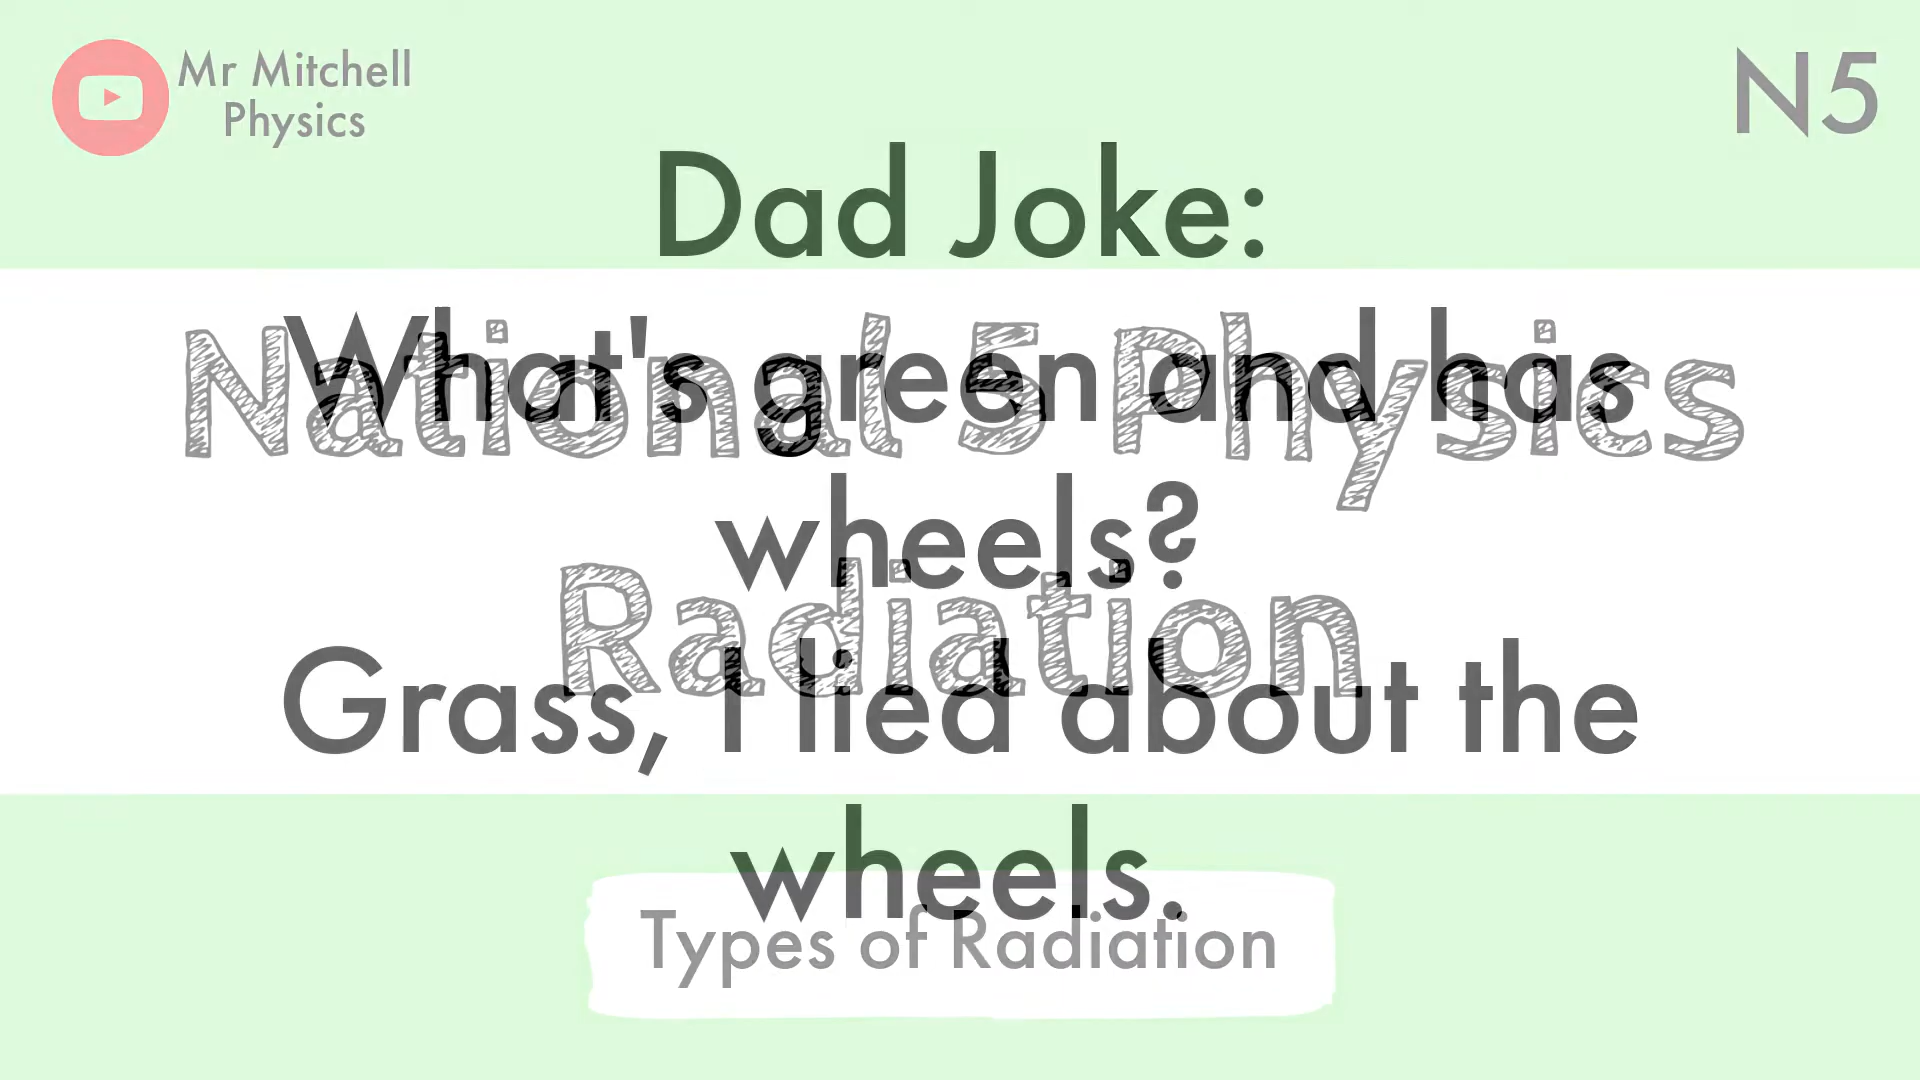 Mr Mitchell
Physics
N5
Dad Joke:
What's green and has
wheels?
Grass, I lied about the
wheels.
National 5 Physics
Radiation
Types of Radiation